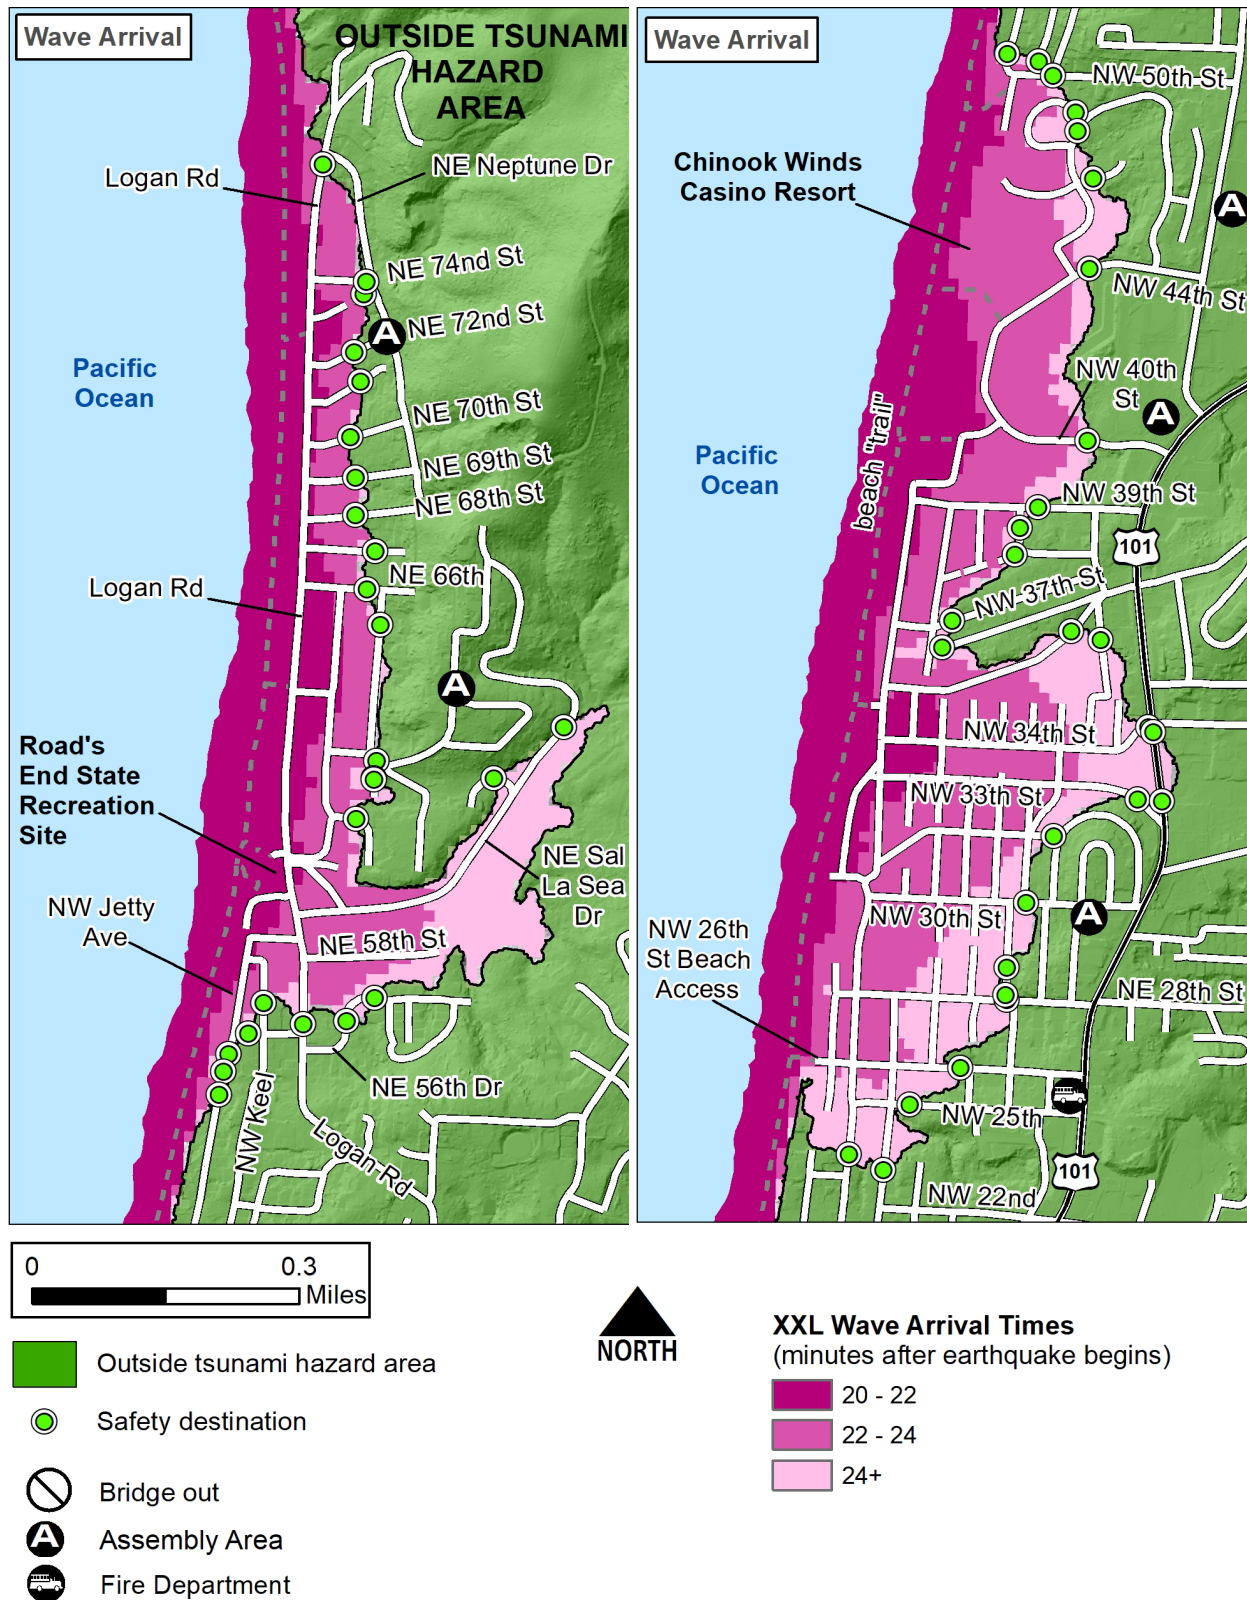 Wave Arrival
OUTSIDE TSUNAMI
HAZARD
AREA
Logan Rd
NE Neptune Dr
NE 74nd St
A
NE 72nd St
Pacific
Ocean
NE 70th St
NE 69th St
NE 68th St
NE 66th
Logan Rd
A
Road's
End State
Recreation
Site
NE Sal
La Sea
Dr
NW Jetty
Ave
NE 58th St
NE 56th Dr
NW Keel
Logan Rd
Wave Arrival
NW 50th St
Chinook Winds
Casino Resort
A
NW 44th St
NW 40th
St
A
beach "trail"
Pacific
Ocean
NW 39th St
101
NW 37th St
NW 34th St
NW 33th St
NW 30th St
A
NW 26th
St Beach
Access
NE 28th St
NW 25th
101
NW 22nd
0 0.3
Miles
Outside tsunami hazard area
Safety destination
Bridge out
A Assembly Area
Fire Department
NORTH
XXL Wave Arrival Times
(minutes after earthquake begins)
20 - 22
22 - 24
24+